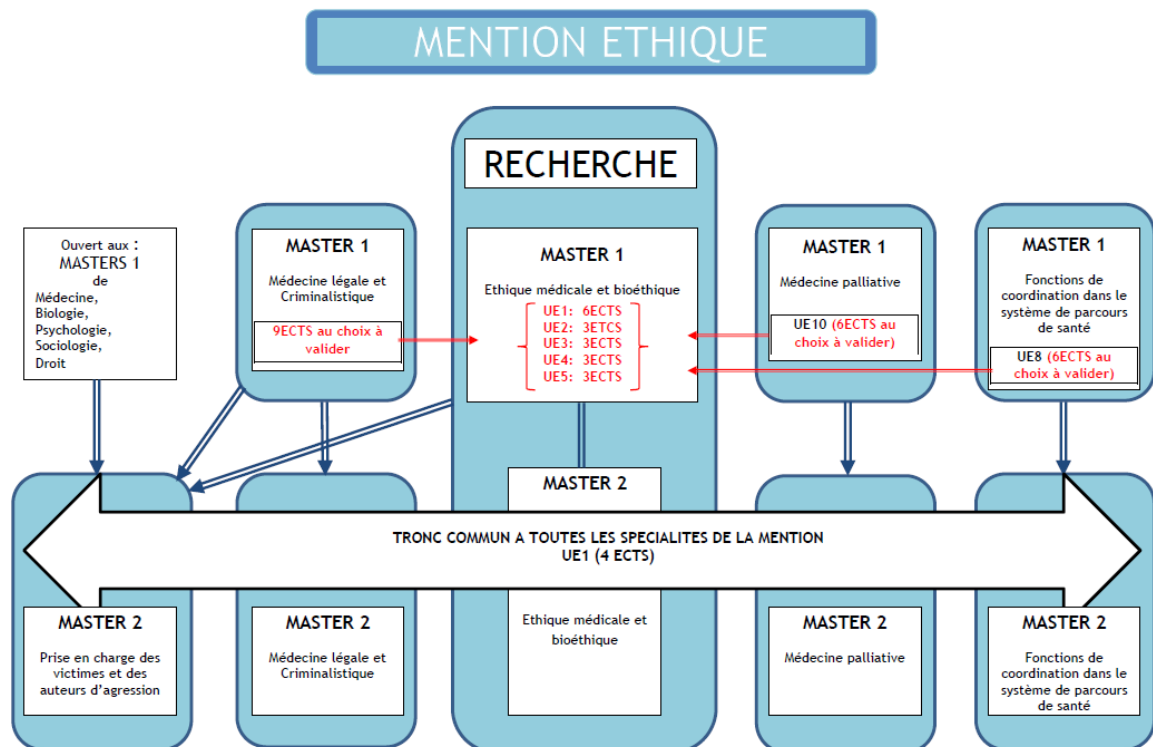 MENTION ETHIQUE
RECHERCHE
Ouvert aux :
MASTERS 1
de
Médecine,
Biologie,
Psychologie,
Sociologie,
Droit
MASTER 1
Médecine légale et
Criminalistique
9ECTS au choix à
valider
MASTER 1
Ethique médicale et bioéthique
UE1: 6ECTS
UE2: 3ETCS
UE3: 3ECTS
UE4: 3ECTS
UE5: 3ECTS
MASTER 1
Médecine palliative
UE10 (6ECTS au
choix à valider)
MASTER 1
Fonctions de
coordination dans le
système de parcours
de santé
UE8 (6ECTS au
choix à valider)
MASTER 2
TRONC COMMUN A TOUTES LES SPECIALITES DE LA MENTION
UE1 (4 ECTS)
MASTER 2
Prise en charge des
victimes et des
auteurs d’agression
MASTER 2
Médecine légale et
Criminalistique
Ethique médicale et
bioéthique
MASTER 2
Médecine palliative
MASTER 2
Fonctions de
coordination dans le
système de parcours
de santé